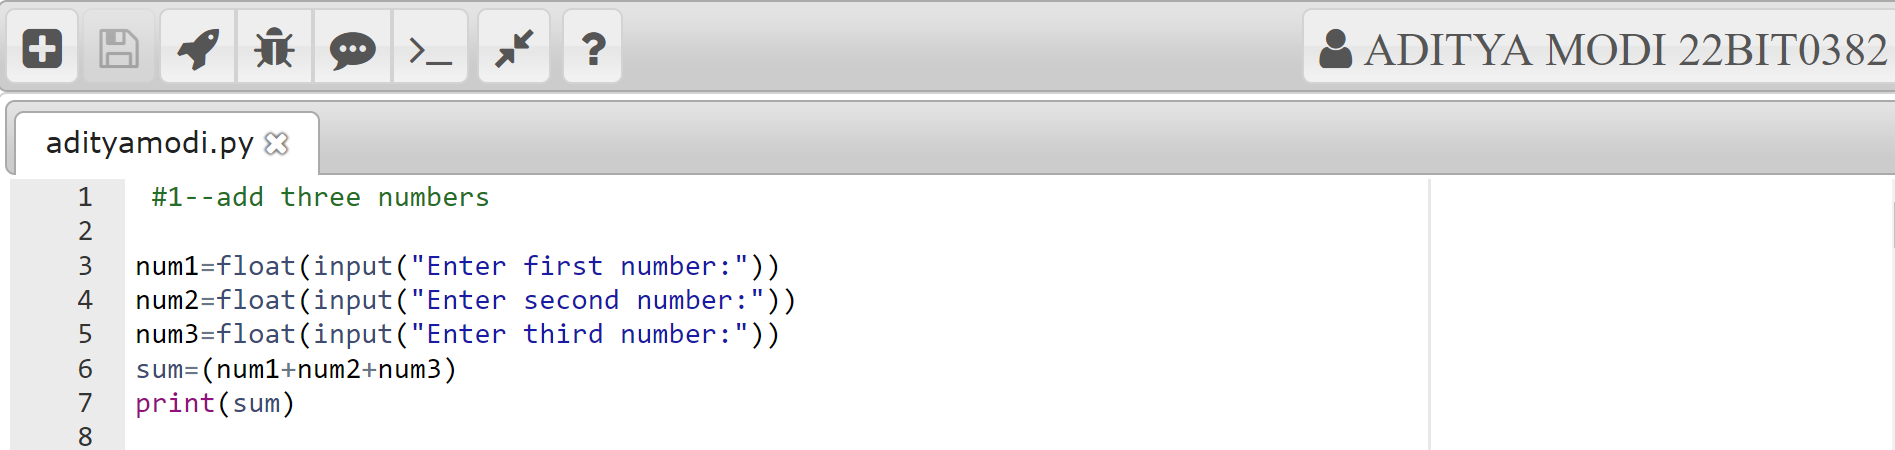 ADITYA MODI 22BIT0382
adityamodi.py
1 #1--add three numbers
2
3 num1=float(input("Enter first number:"))
4 num2=float(input("Enter second number:"))
5 num3=float(input("Enter third number:"))
6 sum=(num1+num2+num3)
7 print(sum)
8